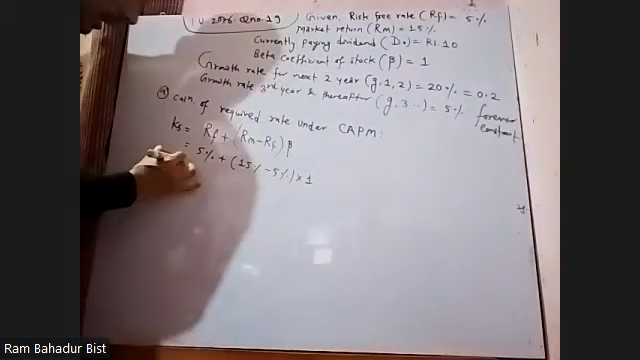 TU 2076. Q.no.19
Given, Risk free rate (Rf) = 5%
market return (Rm) = 15%
Currently paying dividend (D₀) = Rs 10
Beta coefficient of stock (β) = 1
Growth rate for next 2 year (g,1,2) = 20% = 0.2
Growth rate 3rd year & thereafter (g,3...) = 5% forever
constant
a) Caln. of required rate under CAPM:
Ks = Rf + (Rm-Rf) β
= 5% + (15% - 5%) × 1
Ram Bahadur Bist